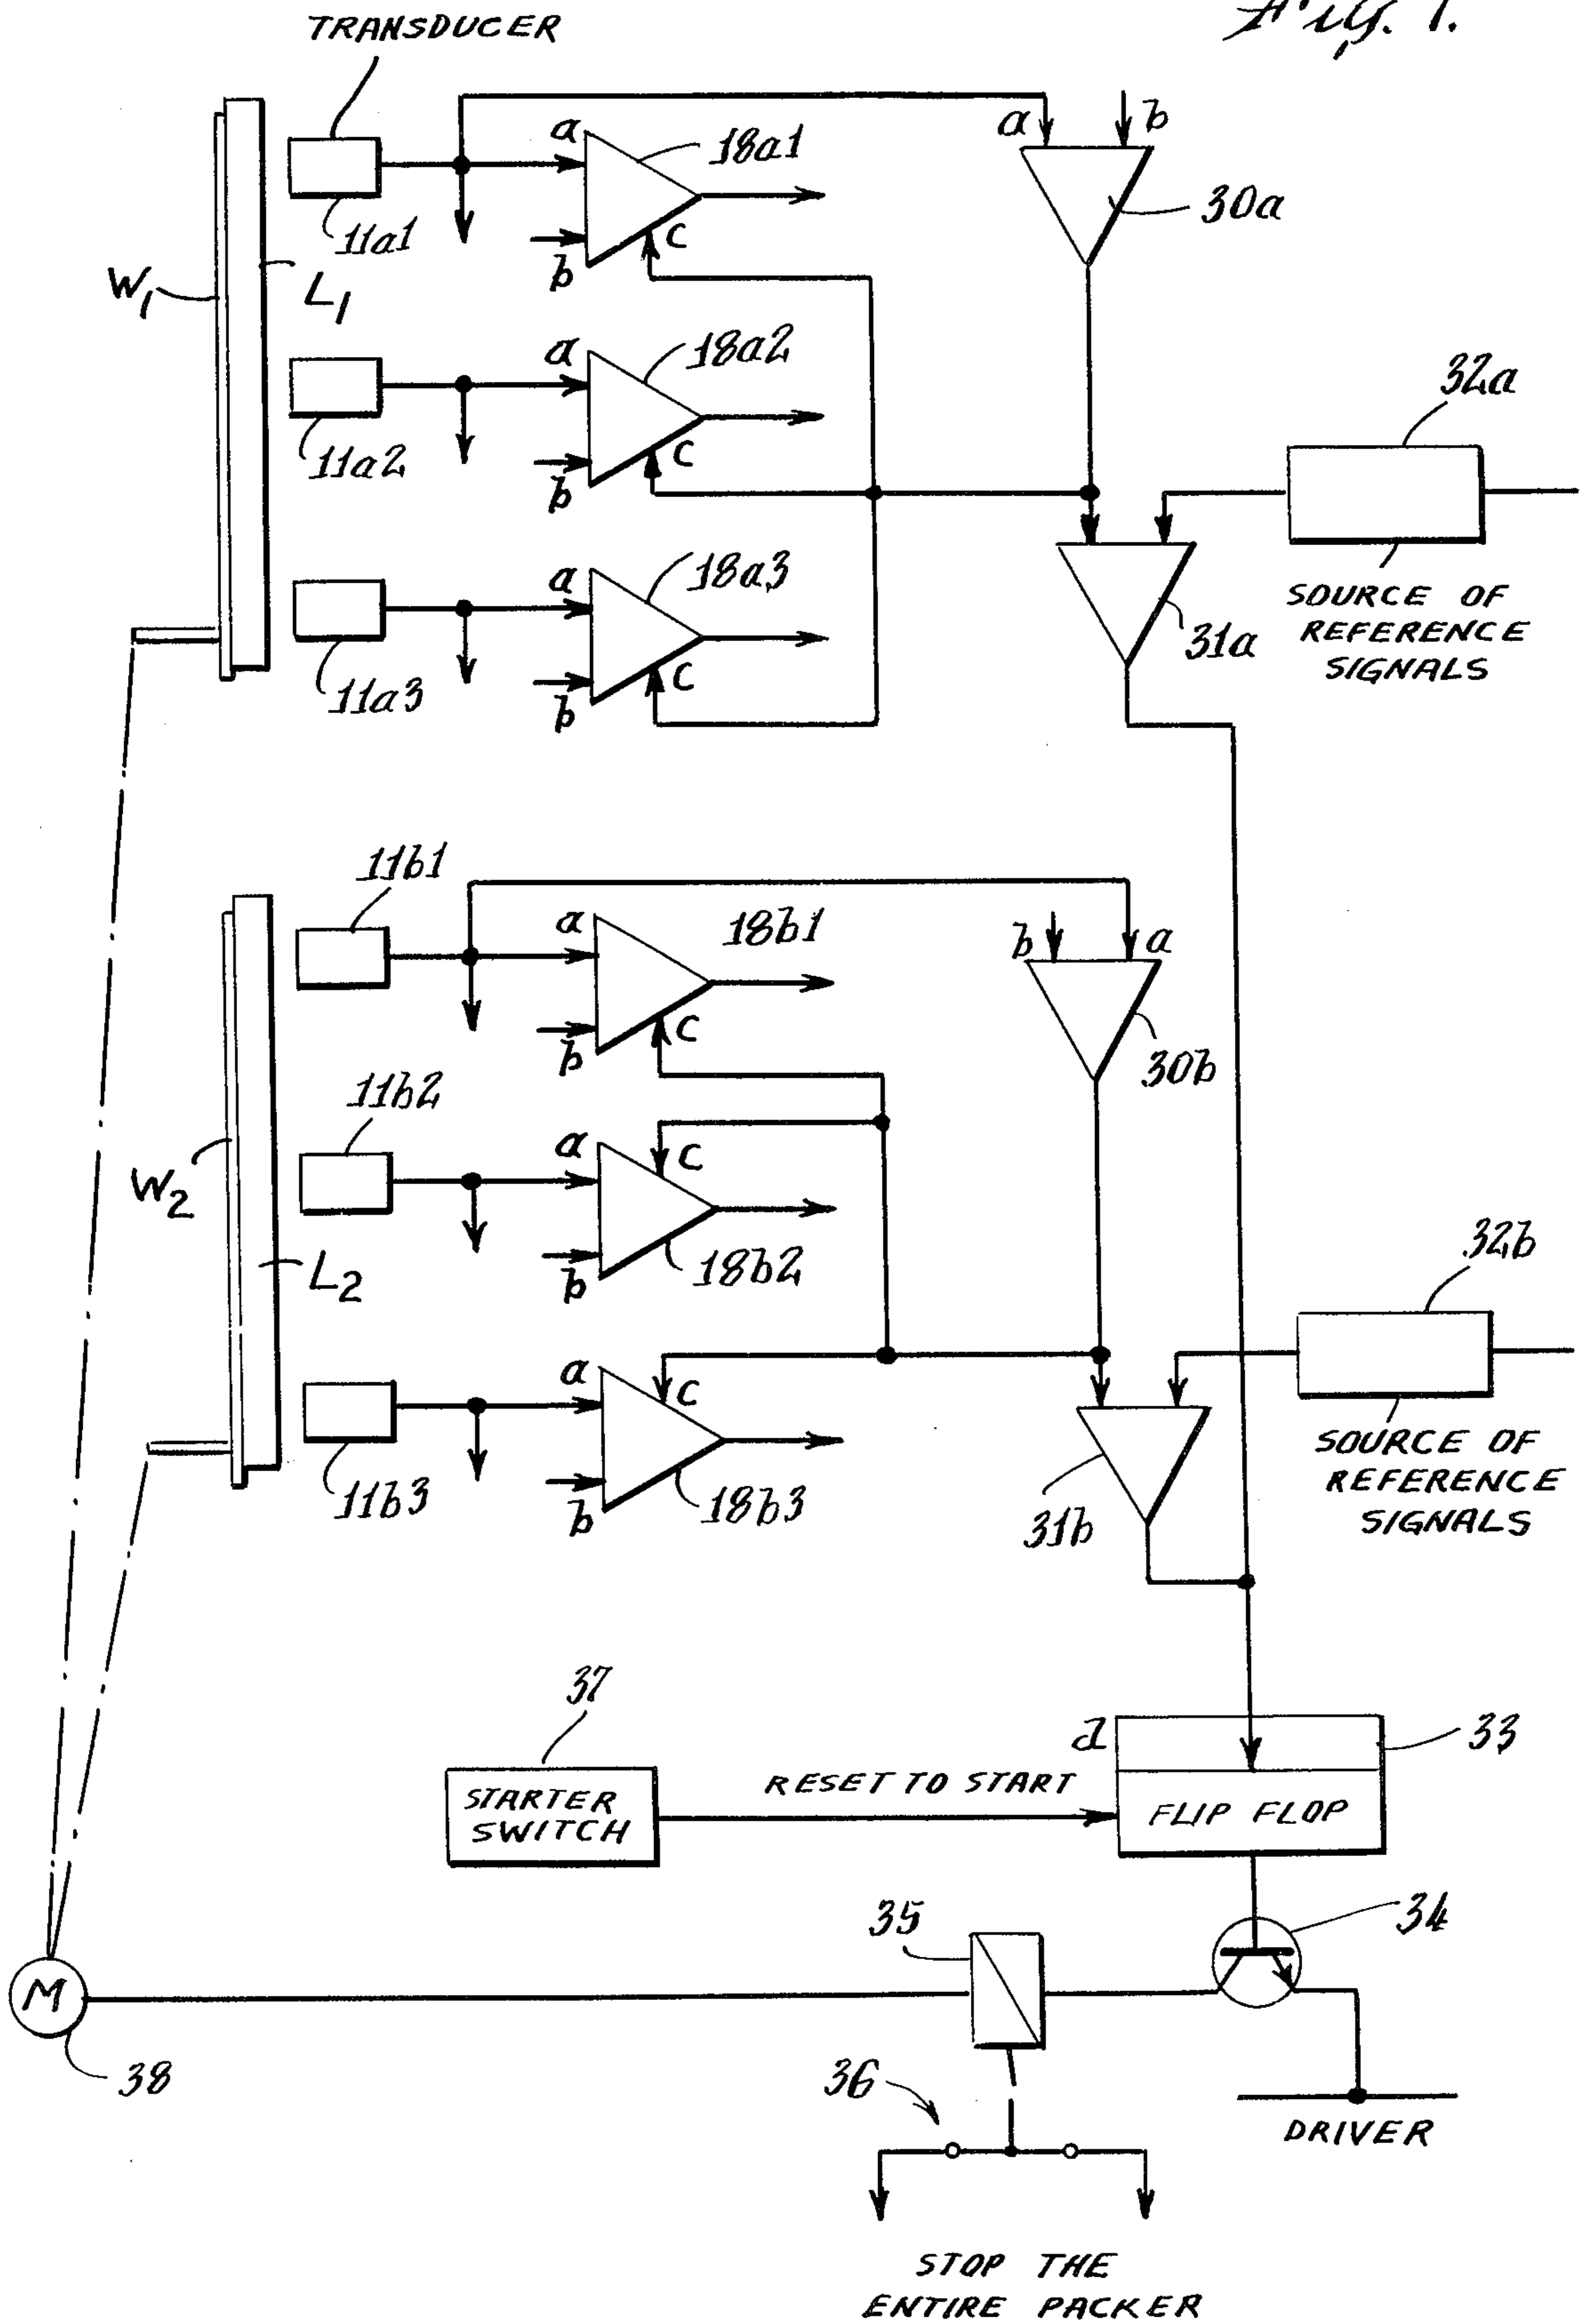 TRANSDUCER
Fig. 1.
a
18a1
a
b
11a1
b
c
30a
W1
L1
a
18a2
32a
11a2
b
c
a
18a3
SOURCE OF
REFERENCE
SIGNALS
31a
11a3
b
c
11b1
a
18b1
b
a
b
c
30b
11b2
a
c
W2
L2
b
18b2
32b
a
c
SOURCE OF
REFERENCE
SIGNALS
11b3
b
18b3
31b
37
d
33
STARTER
SWITCH
RESET TO START
FLIP FLOP
35
34
M
38
36
DRIVER
STOP THE
ENTIRE PACKER